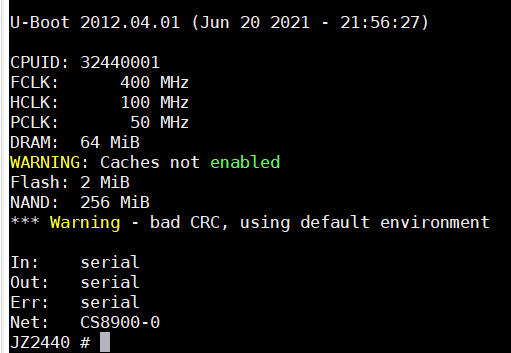 U-Boot 2012.04.01 (Jun 20 2021 - 21:56:27)
CPUID: 32440001
FCLK:      400 MHz
HCLK:      100 MHz
PCLK:       50 MHz
DRAM:  64 MiB
WARNING: Caches not enabled
Flash: 2 MiB
NAND:  256 MiB
*** Warning - bad CRC, using default environment
In:    serial
Out:   serial
Err:   serial
Net:   CS8900-0
JZ2440 #